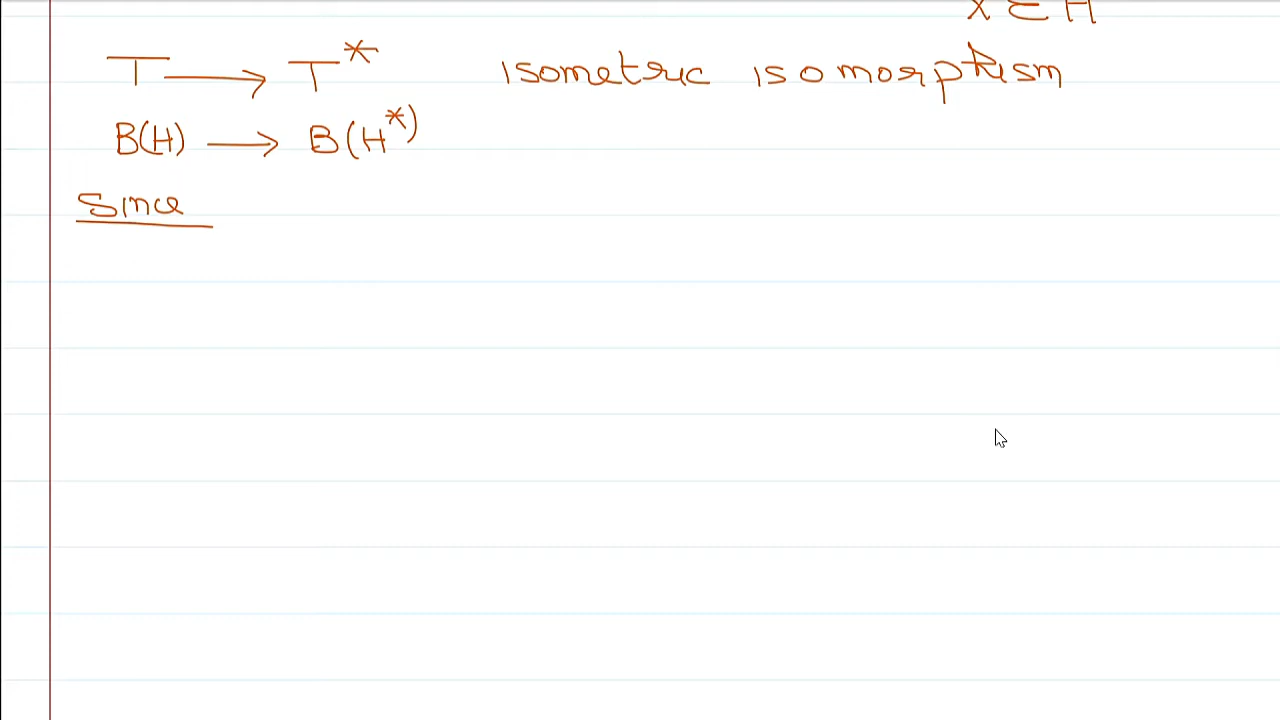 x ∈ H
T ⟶ T* isometric isomorphism
B(H) ⟶ B(H*)
Since